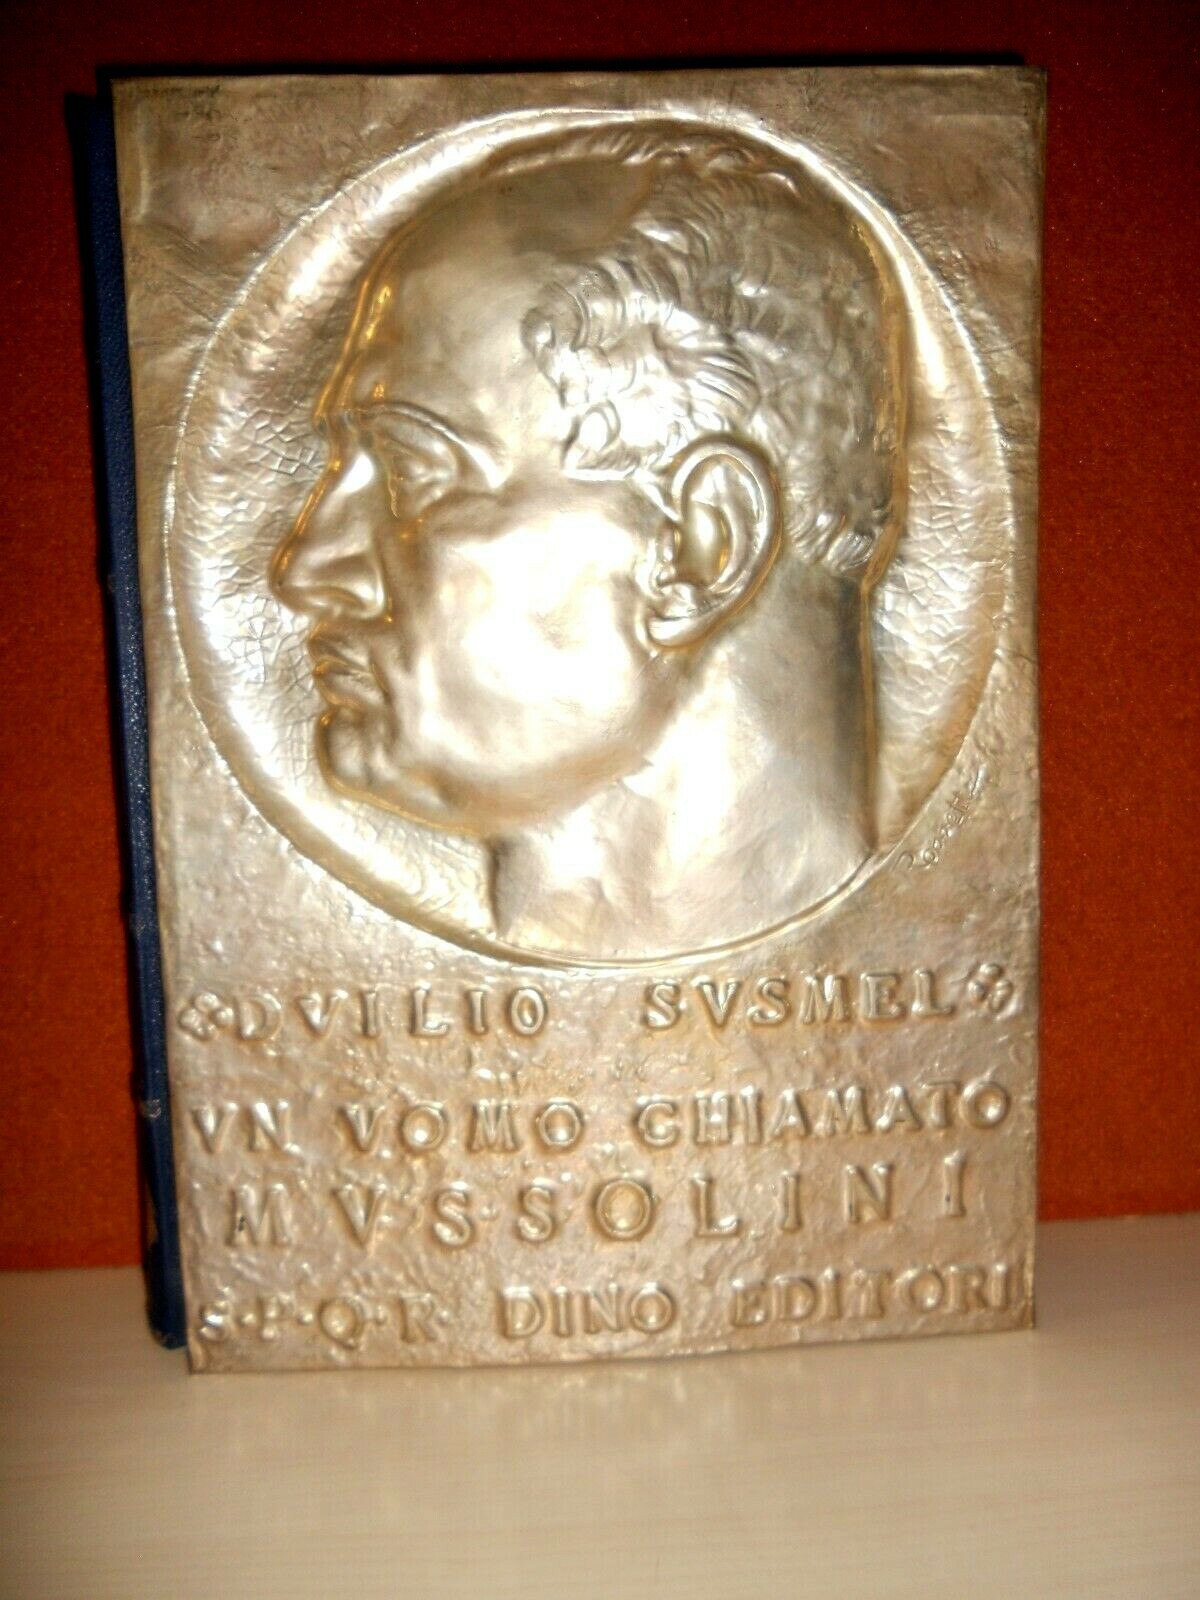 DVILIO SVSMEL
VN VOMO CHIAMATO
MVSSOLINI
S·P·Q·R· DINO EDITORI